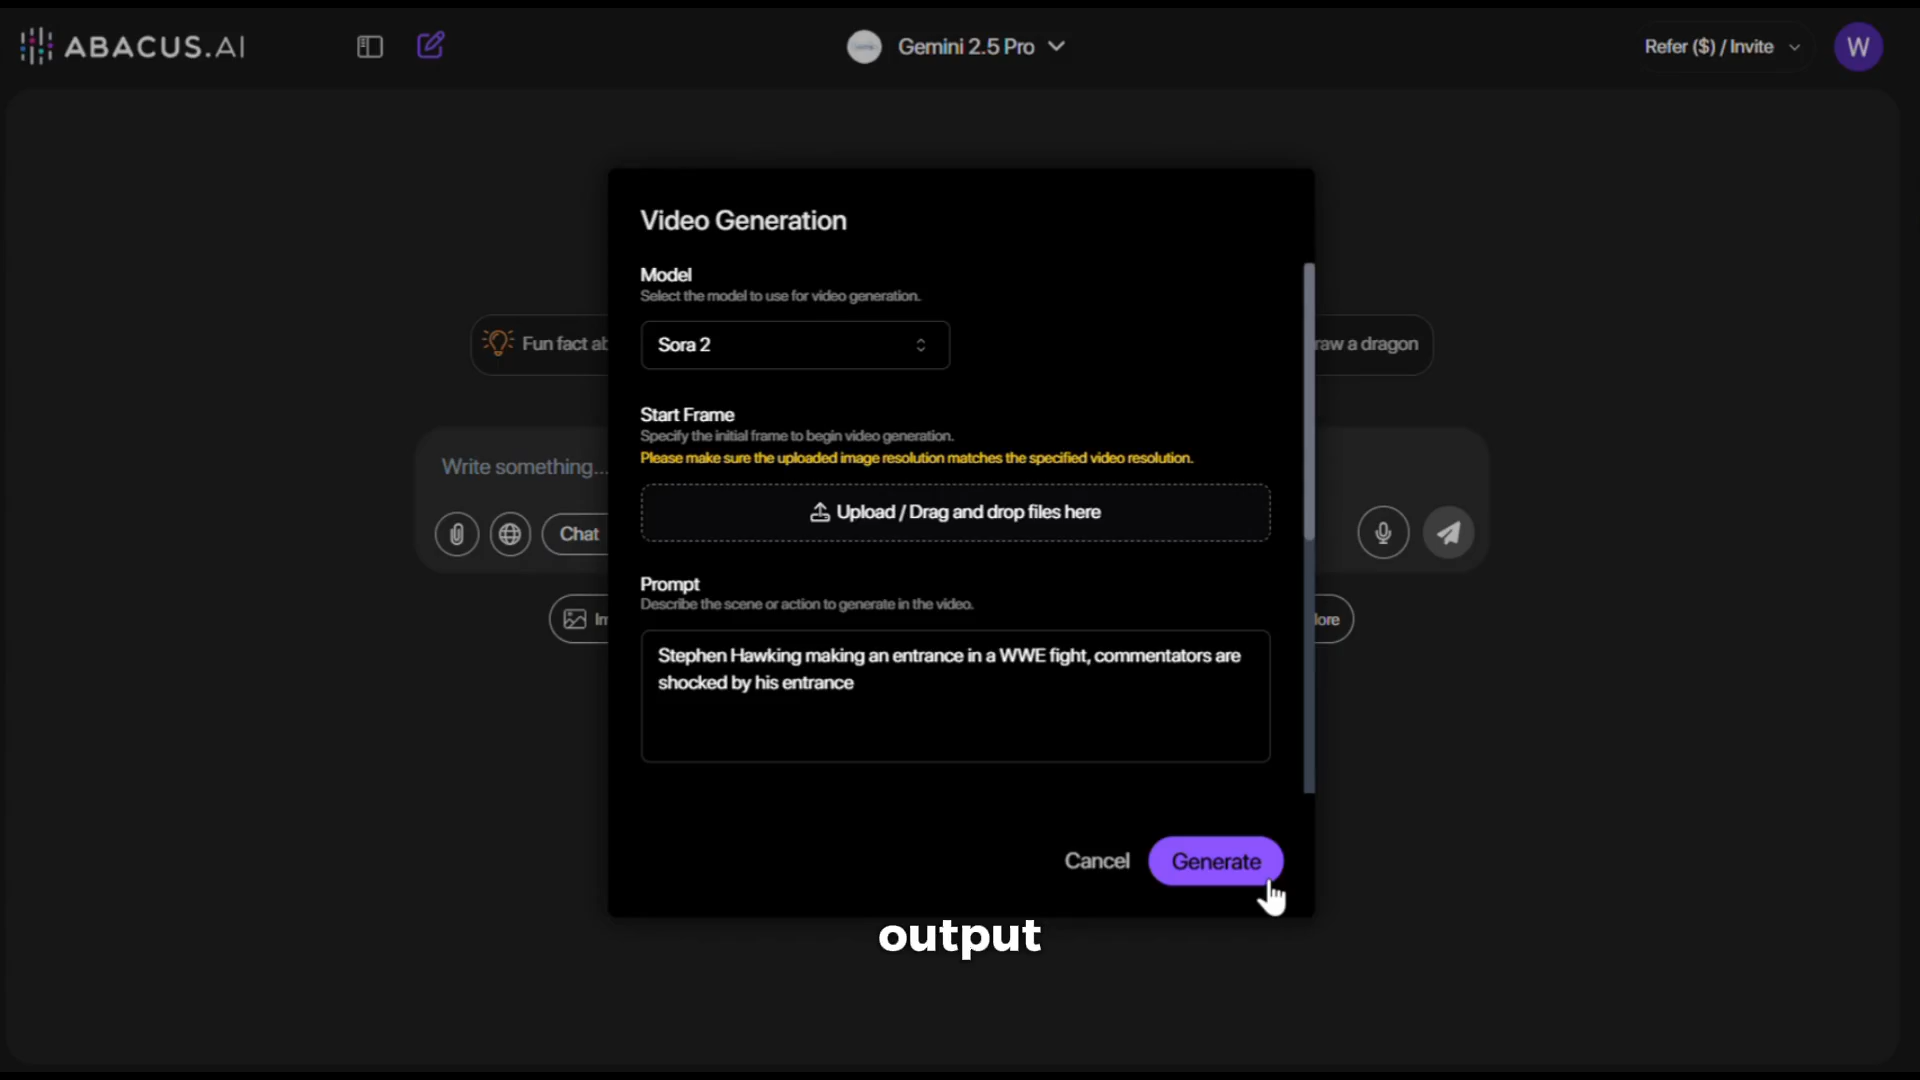 ABACUS.AI
Gemini 2.5 Pro
Refer ($) / Invite
W
Video Generation
Model
Select the model to use for video generation.
Sora 2
Fun fact ab
raw a dragon
Start Frame
Specify the initial frame to begin video generation.
Please make sure the uploaded image resolution matches the specified video resolution.
Write something...
Upload / Drag and drop files here
Chat
Prompt
Describe the scene or action to generate in the video.
Im
lore
Stephen Hawking making an entrance in a WWE fight, commentators are
shocked by his entrance
Cancel
Generate
output